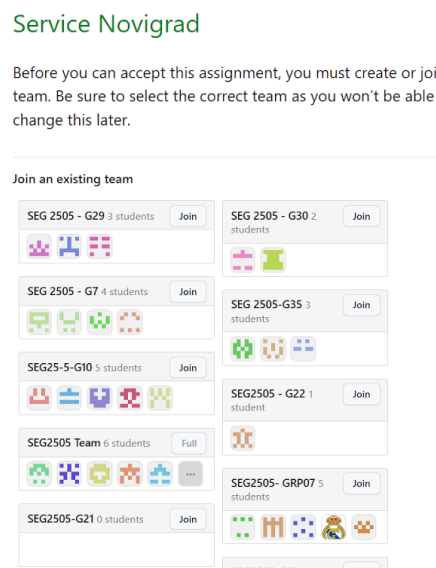 Service Novigrad
Before you can accept this assignment, you must create or joi
team. Be sure to select the correct team as you won't be able
change this later.
Join an existing team
SEG 2505 - G29 3 students Join
SEG 2505 - G7 4 students Join
SEG25-5-G10 5 students Join
SEG2505 Team 6 students Full
...
SEG2505-G21 0 students Join
SEG 2505 - G30 2 Join
students
SEG 2505-G35 3 Join
students
SEG2505 - G22 1 Join
student
SEG2505- GRP07 5 Join
students